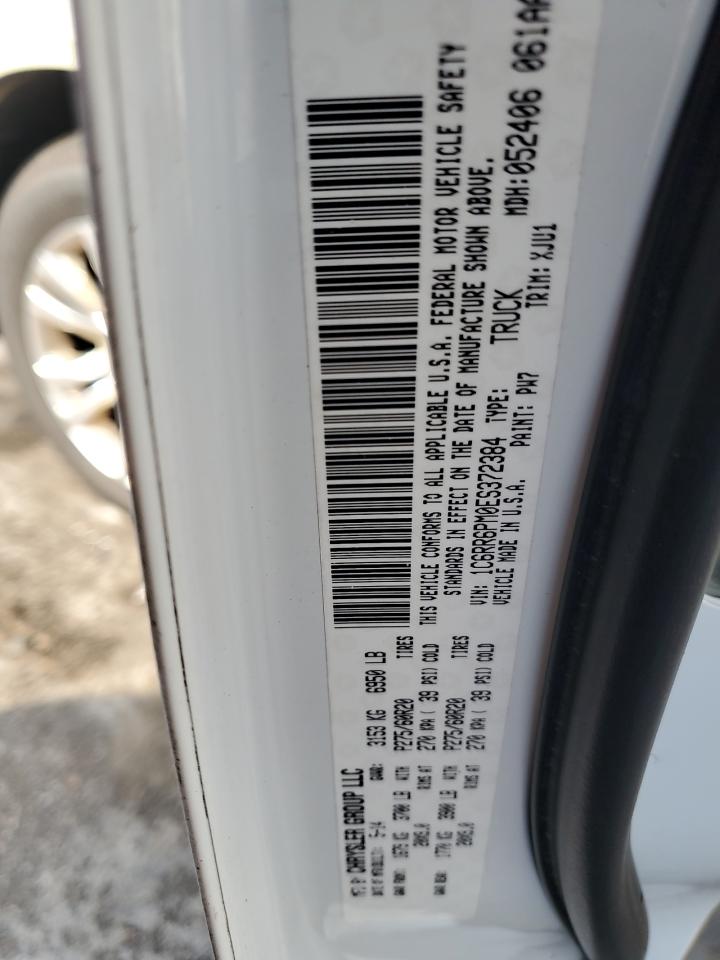 MFD BY CHRYSLER GROUP LLC
DATE OF MFR 5-14 GVWR: 3153 KG 6950 LB
GAWR FRONT: 1678 KG 3700 LB WITH P275/60R20 TIRES
20X8.0 RIMS AT 270 KPA ( 39 PSI) COLD
GAWR REAR: 1770 KG 3900 LB WITH P275/60R20 TIRES
20X8.0 RIMS AT 270 KPA ( 39 PSI) COLD
THIS VEHICLE CONFORMS TO ALL APPLICABLE U.S.A. FEDERAL MOTOR VEHICLE SAFETY
STANDARDS IN EFFECT ON THE DATE OF MANUFACTURE SHOWN ABOVE.
VIN: 1C6RR6PM0ES372384 TYPE: TRUCK MDH:052406 061AA
VEHICLE MADE IN U.S.A. PAINT: PW7 TRIM: XJU1